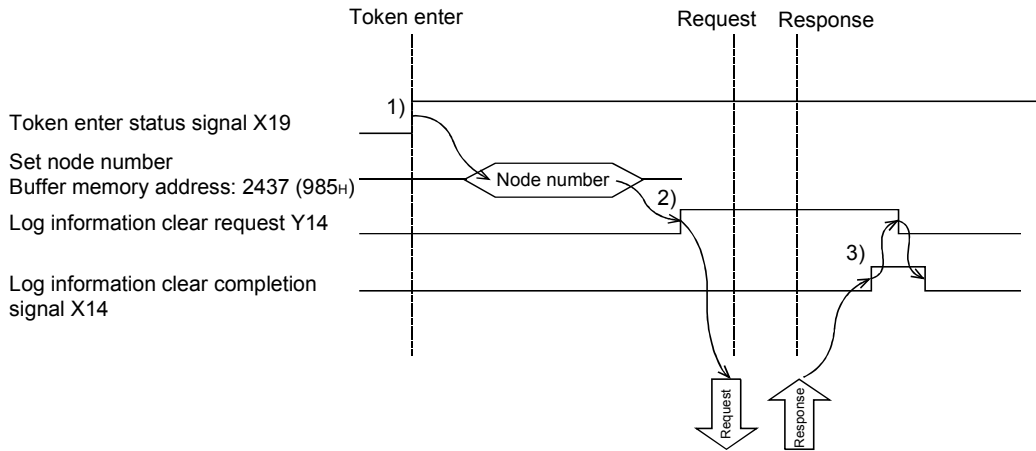 Token enter
Request
Response
1)
Token enter status signal X19
Set node number
Buffer memory address: 2437 (985H)
Node number
2)
Log information clear request Y14
3)
Log information clear completion
signal X14
Request
Response